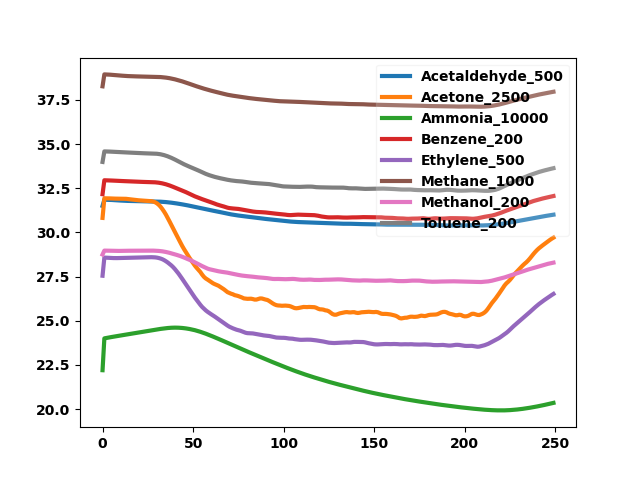 37.5
35.0
32.5
30.0
27.5
25.0
22.5
20.0
0 50 100 150 200 250
Acetaldehyde_500
Acetone_2500
Ammonia_10000
Benzene_200
Ethylene_500
Methane_1000
Methanol_200
Toluene_200